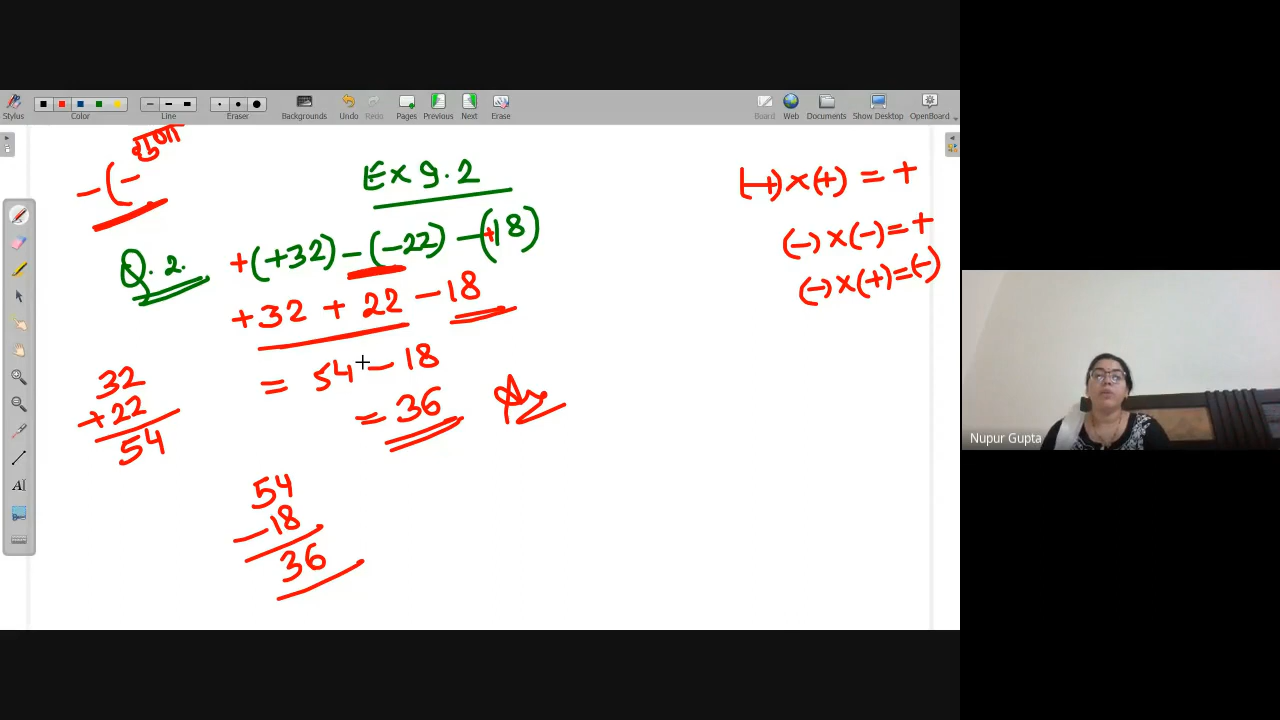 Stylus
Color
Line
Eraser
Backgrounds
Undo
Redo
Pages
Previous
Next
Erase
Board
Web
Documents
Show Desktop
OpenBoard
-(- गुणा
Ex 9.2
Q.2. +(+32) -(-22) -(+18)
+32 + 22 - 18
= 54 - 18
= 36 Ans
32
+22
54
54
-18
36
(+) × (+) = +
(-) × (-) = +
(-) × (+) = (-)
Nupur Gupta